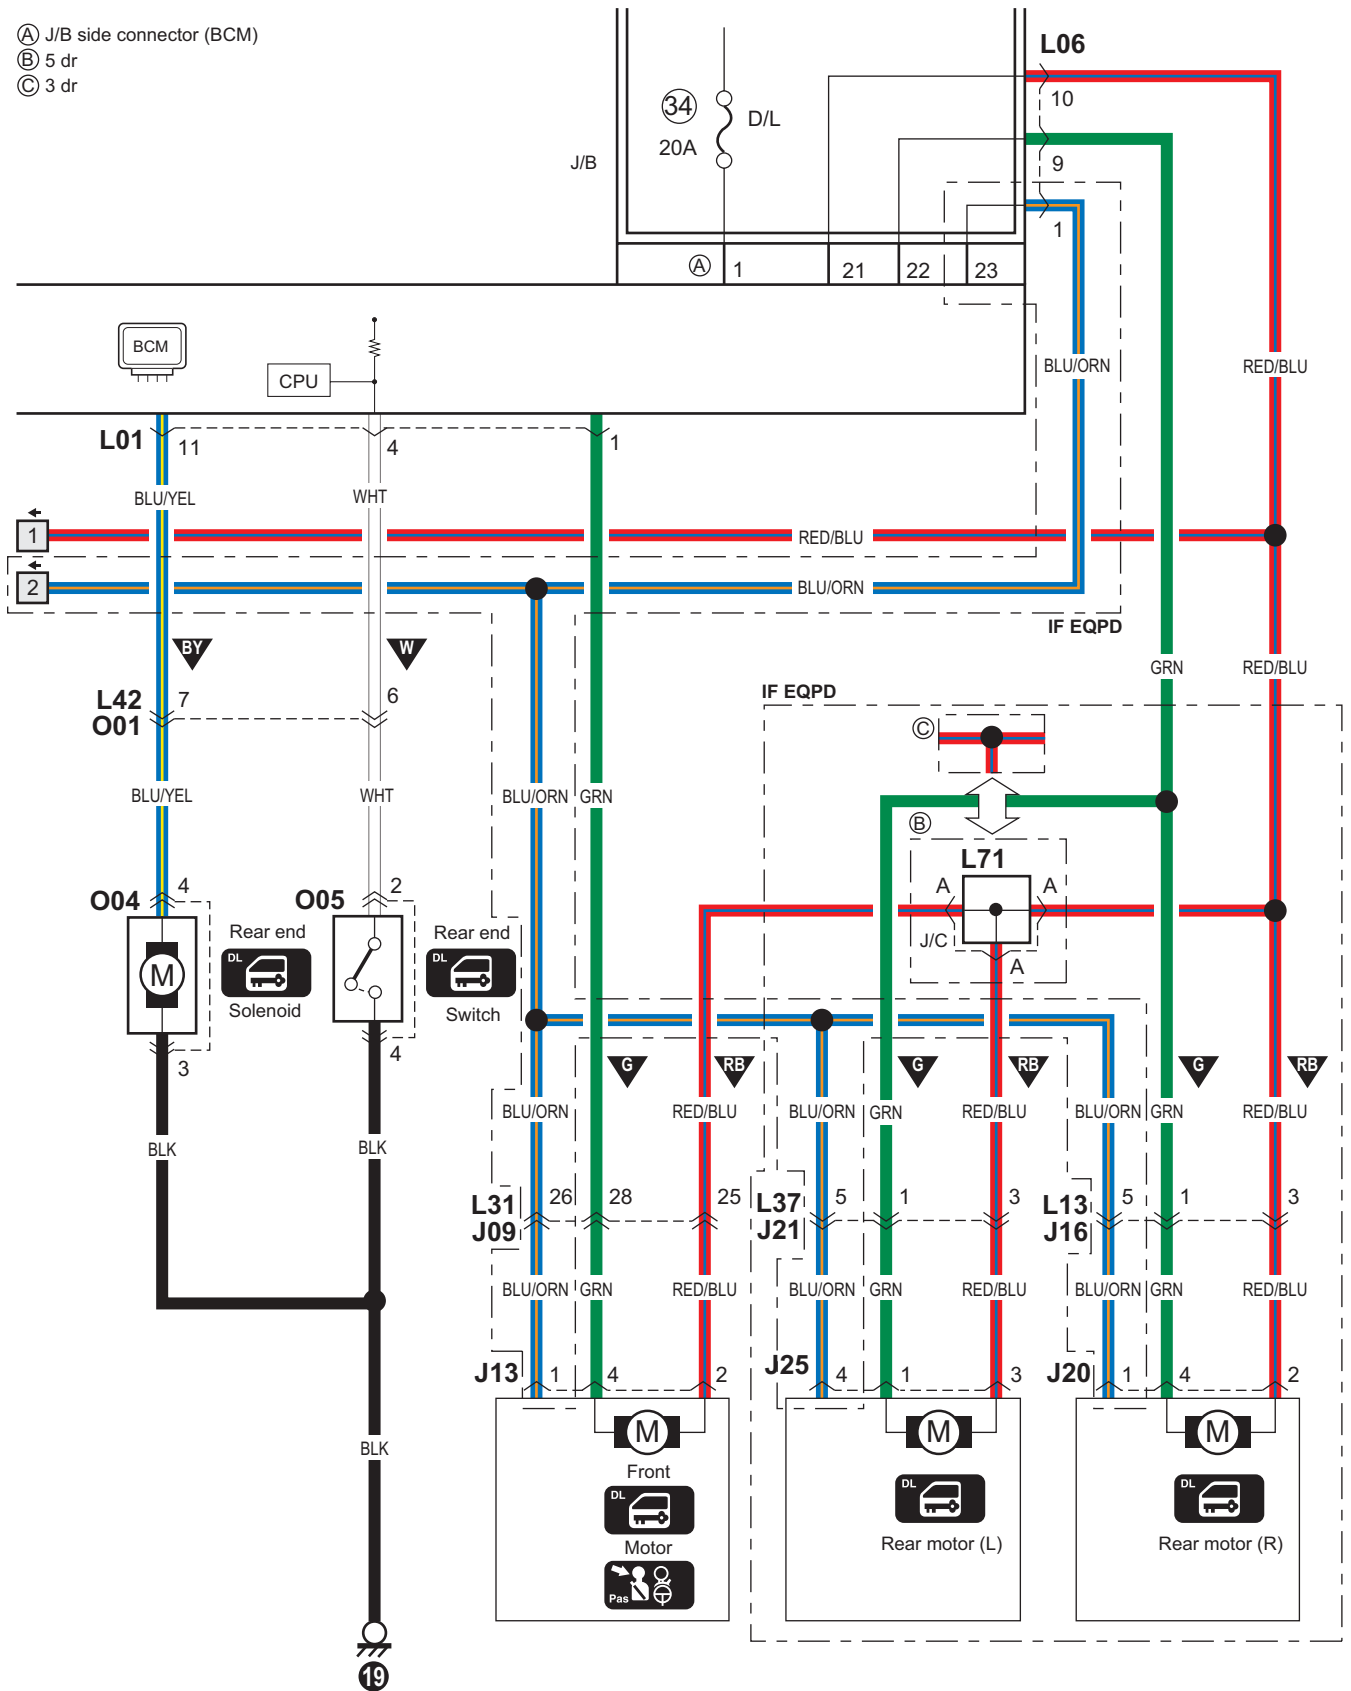 A J/B side connector (BCM)
B 5 dr
C 3 dr
L06
34
20A
D/L
J/B
10
9
1
A 1 21 22 23
BCM
CPU
BLU/ORN
RED/BLU
L01 11 4 1
BLU/YEL
WHT
1
RED/BLU
2
BLU/ORN
IF EQPD
BY
W
GRN
RED/BLU
L42
O01
7
6
IF EQPD
C
BLU/YEL
WHT
BLU/ORN
GRN
B
L71
A
A
J/C
A
O04 4
O05 2
M
Rear end
DL
Solenoid
Rear end
DL
Switch
3
4
G
RB
G
RB
G
RB
BLU/ORN
RED/BLU
BLU/ORN
GRN
RED/BLU
BLU/ORN
GRN
RED/BLU
BLK
BLK
L31
J09
26
28
25
L37
J21
5
1
3
L13
J16
5
1
3
BLU/ORN
GRN
RED/BLU
BLU/ORN
GRN
RED/BLU
BLU/ORN
GRN
RED/BLU
J13 1 4 2
J25 4 1 3
J20 1 4 2
BLK
M
Front
DL
Motor
Pas
M
DL
Rear motor (L)
M
DL
Rear motor (R)
19